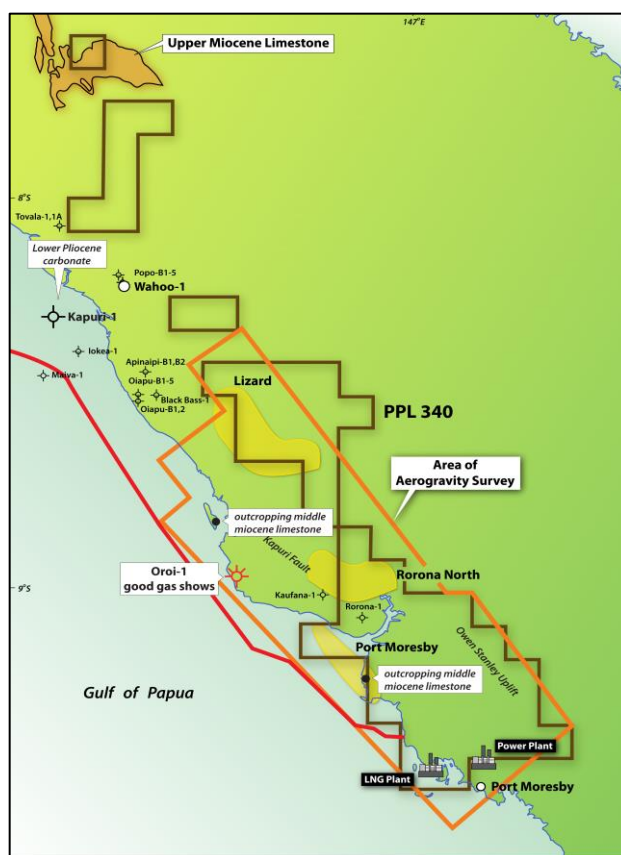 147°E
Upper Miocene Limestone
8°S
Tovala-1,1A
Lower Pliocene
carbonate
Popo-B1-5
Wahoo-1
Kapuri-1
Iokea-1
Apinaipi-B1,B2
Maiva-1
Oiapu-B1-5
Black Bass-1
Oiapu-B1,2
Lizard
PPL 340
Area of
Aerogravity Survey
outcropping middle
miocene limestone
Kapuri Fault
Oroi-1
good gas shows
9°S
Rorona North
Kaufana-1
Rorona-1
Owen Stanley Uplift
Port Moresby
outcropping middle
miocene limestone
Gulf of Papua
Power Plant
LNG Plant
Port Moresby